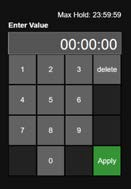 Max Hold: 23:59:59
Enter Value
00:00:00
1 2 3 delete
4 5 6
7 8 9
0 Apply